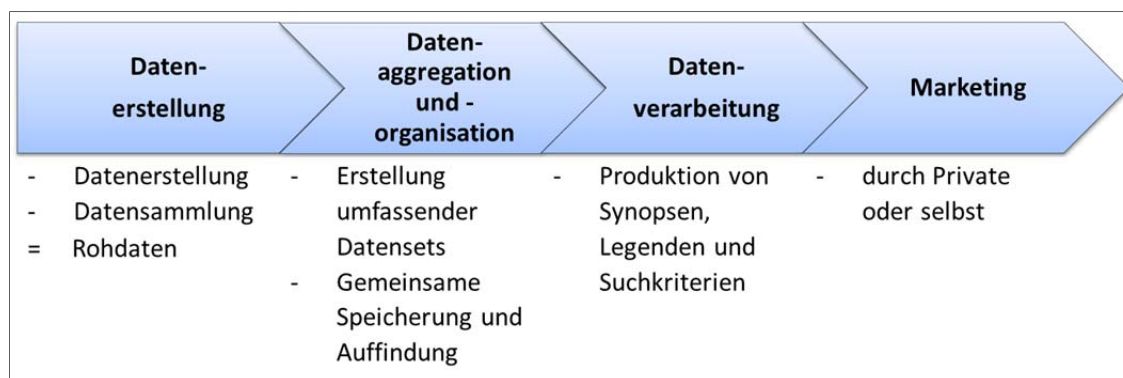 Daten-
erstellung
Daten-
aggregation
und -
organisation
Daten-
verarbeitung
Marketing
- Datenerstellung
- Datensammlung
= Rohdaten
- Erstellung
umfassender
Datensets
- Gemeinsame
Speicherung und
Auffindung
- Produktion von
Synopsen,
Legenden und
Suchkriterien
- durch Private
oder selbst